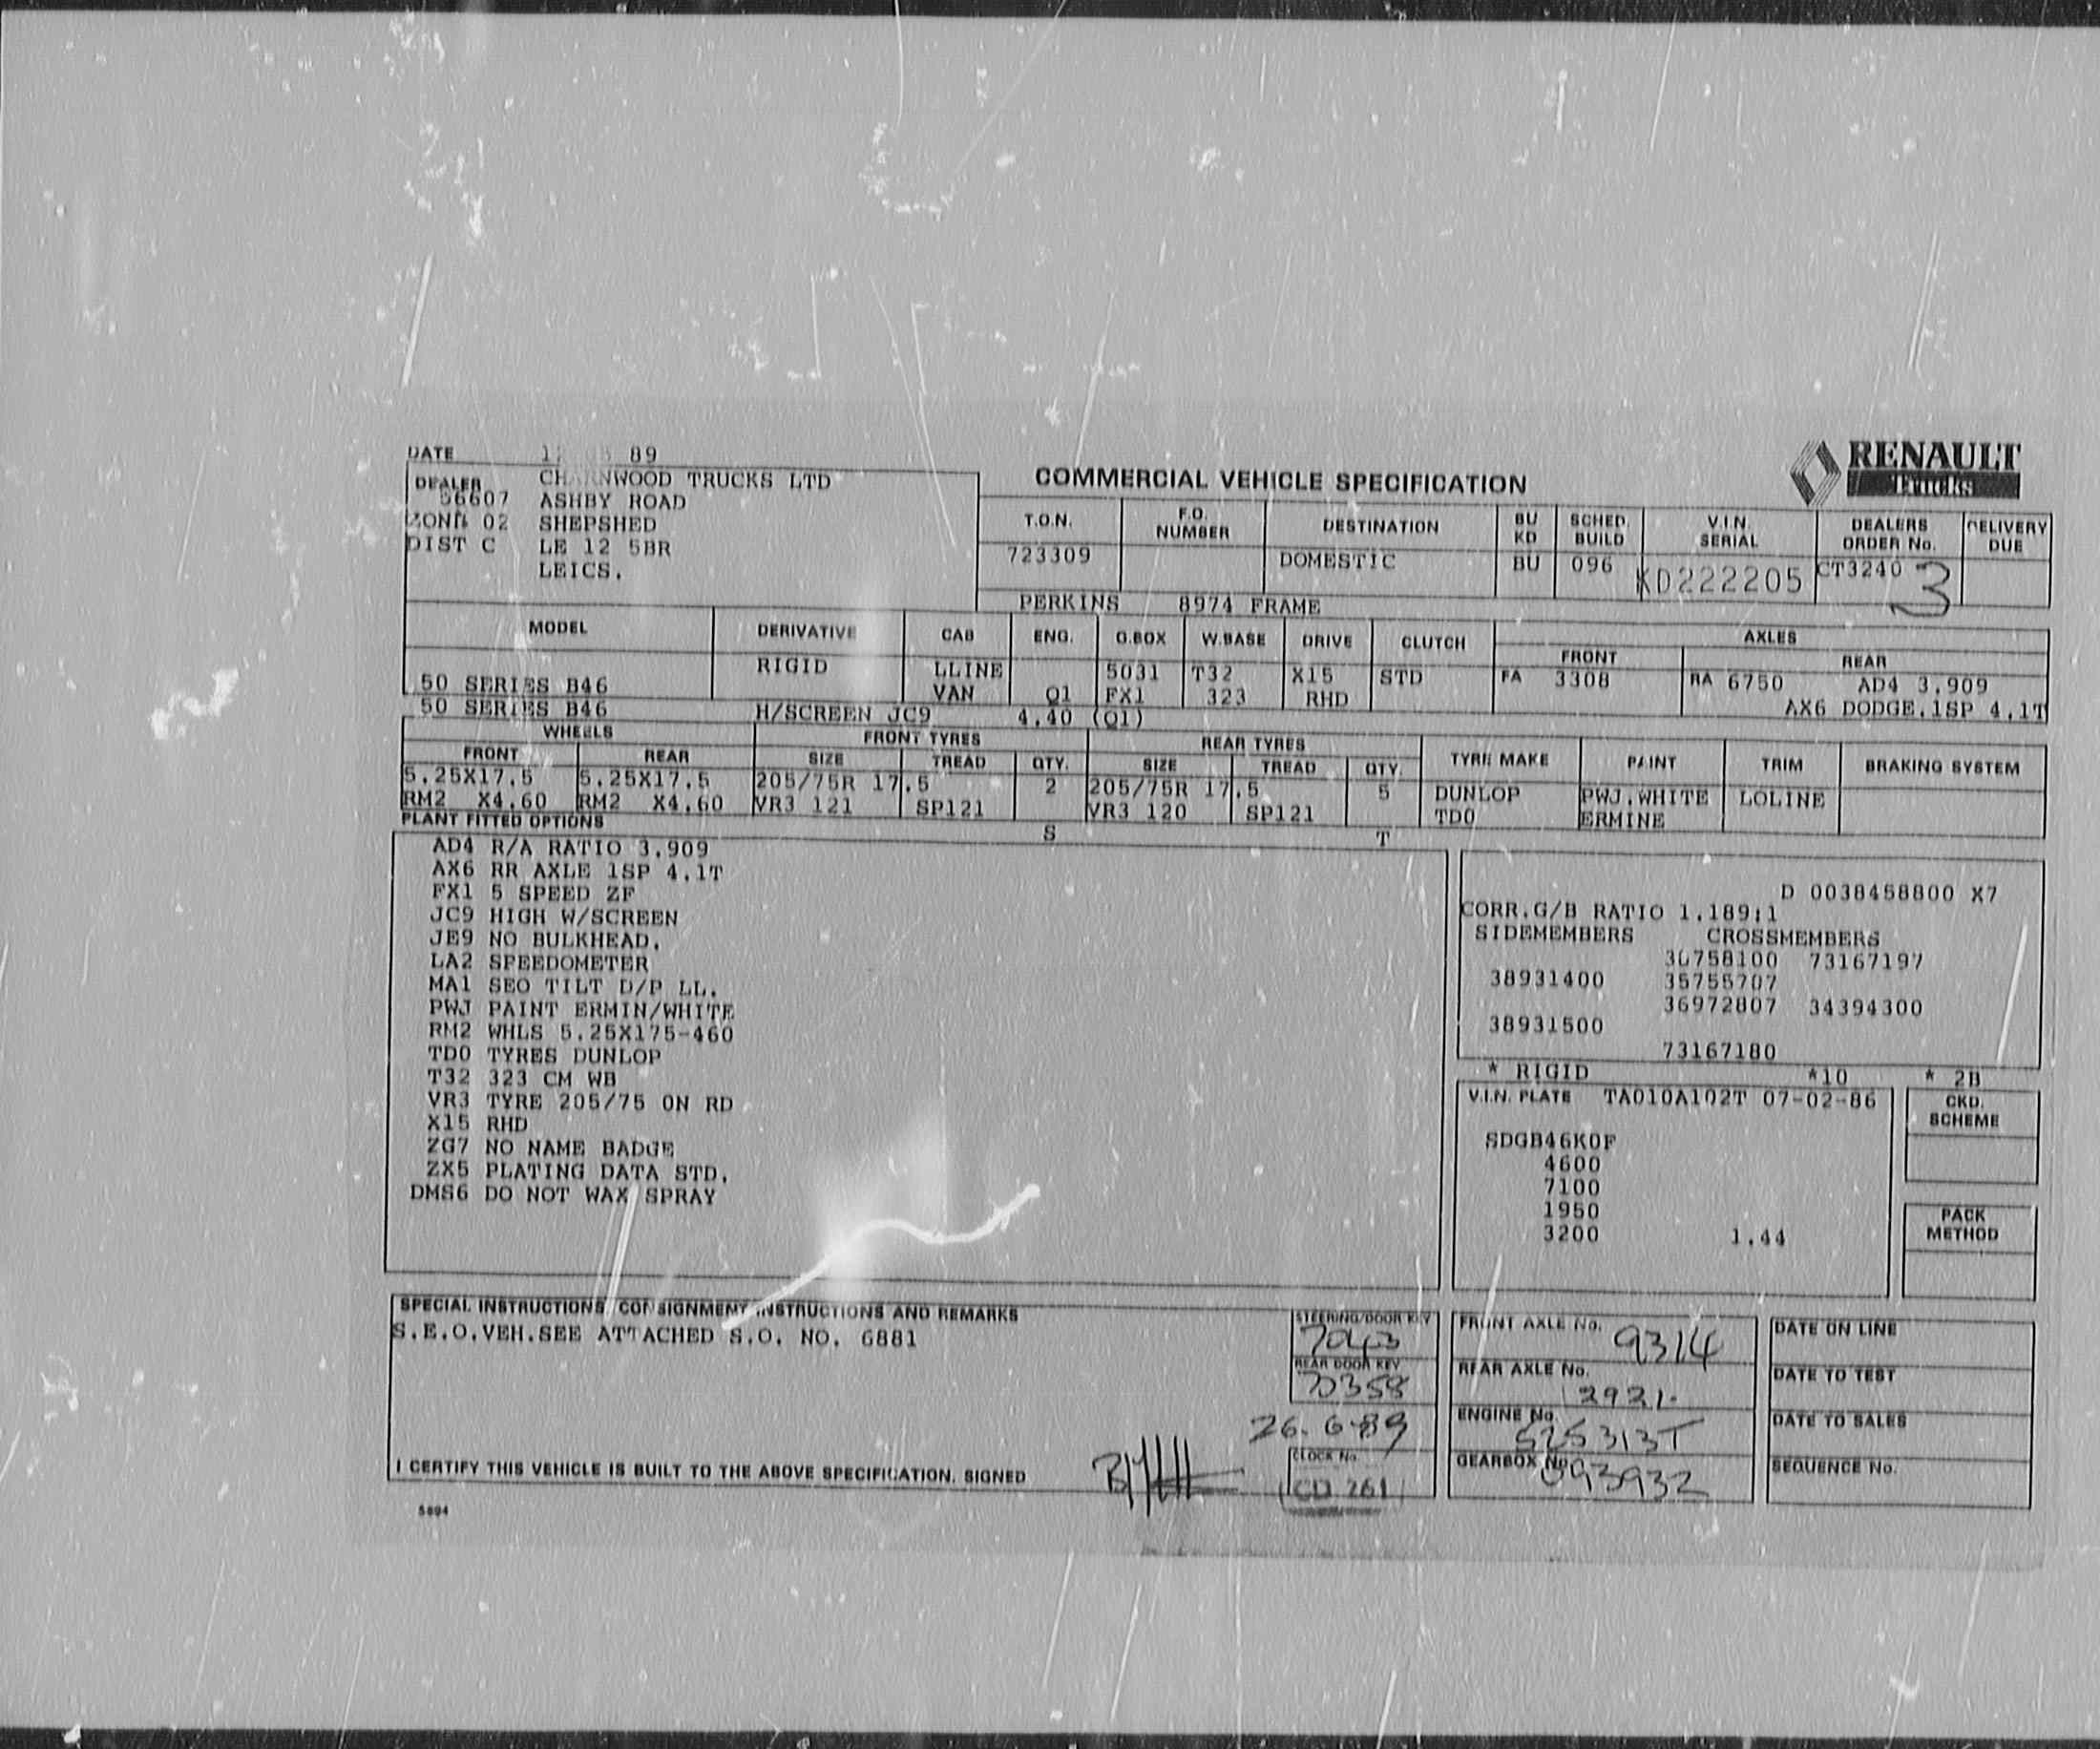 DATE 89
DEALER CHARNWOOD TRUCKS LTD
56607 ASHBY ROAD
ZONE 02 SHEPSHED
DIST C LE 12 5BR
LEICS.
COMMERCIAL VEHICLE SPECIFICATION
RENAULT
Trucks
T.O.N. F.O. NUMBER DESTINATION BU KD SCHED. BUILD V.I.N. SERIAL DEALERS ORDER No. DELIVERY DUE
723309 DOMESTIC BU 096 KD222205 CT3240 3
PERKINS 8974 FRAME
MODEL DERIVATIVE CAB ENG. G.BOX W.BASE DRIVE CLUTCH AXLES
FRONT REAR
RIGID LLINE 5031 T32 X15 STD FA 3308 RA 6750 AD4 3.909
50 SERIES B46 VAN Q1 FX1 323 RHD
50 SERIES B46 H/SCREEN JC9 4.40 (Q1) AX6 DODGE.1SP 4.1T
WHEELS FRONT TYRES REAR TYRES
FRONT REAR SIZE TREAD QTY. SIZE TREAD QTY. TYRE MAKE PAINT TRIM BRAKING SYSTEM
5.25X17.5 5.25X17.5 205/75R 17.5 2 205/75R 17.5 5 DUNLOP PWJ.WHITE LOLINE
RM2 X4.60 RM2 X4.60 VR3 121 SP121 VR3 120 SP121 TD0 ERMINE
PLANT FITTED OPTIONS S T
AD4 R/A RATIO 3.909
AX6 RR AXLE 1SP 4.1T
FX1 5 SPEED ZF
JC9 HIGH W/SCREEN
JE9 NO BULKHEAD.
LA2 SPEEDOMETER
MA1 SEO TILT D/P LL.
PWJ PAINT ERMIN/WHITE
RM2 WHLS 5.25X175-460
TD0 TYRES DUNLOP
T32 323 CM WB
VR3 TYRE 205/75 ON RD
X15 RHD
ZG7 NO NAME BADGE
ZX5 PLATING DATA STD.
DMS6 DO NOT WAX SPRAY
D 0038458800 X7
CORR.G/B RATIO 1.189:1
SIDEMEMBERS CROSSMEMBERS
73167197
38931400 35755707
36972807 34394300
38931500
73167180
* RIGID *10 * 2B
V.I.N. PLATE TA010A102T 07-02-86
SDGB46K0F
4600
7100
1950
3200 1.44
CKD. SCHEME
PACK METHOD
SPECIAL INSTRUCTIONS CONSIGNMENT INSTRUCTIONS AND REMARKS
S.E.O.VEH.SEE ATTACHED S.O. NO. 6881
I CERTIFY THIS VEHICLE IS BUILT TO THE ABOVE SPECIFICATION. SIGNED
STEERING/DOOR KEY
7043
REAR DOOR KEY
26.6-89
CLOCK No.
CD 261
FRONT AXLE No. 9314
REAR AXLE No. 2921.
ENGINE No. S25313T
GEARBOX No. 093932
DATE ON LINE
DATE TO TEST
DATE TO SALES
SEQUENCE No.
5894